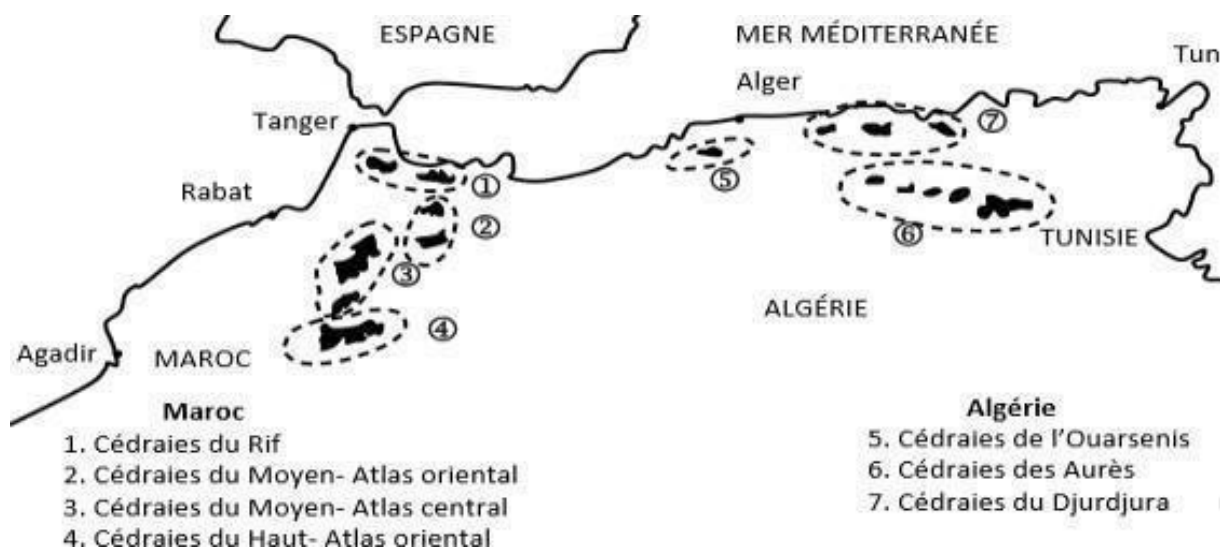 ESPAGNE
MER MÉDITERRANÉE
Tun
Alger
Tanger
⑦
Rabat
①
⑤
②
⑥
TUNISIE
③
ALGÉRIE
④
Agadir
MAROC
Maroc
1. Cédraies du Rif
2. Cédraies du Moyen- Atlas oriental
3. Cédraies du Moyen- Atlas central
4. Cédraies du Haut- Atlas oriental
Algérie
5. Cédraies de l'Ouarsenis
6. Cédraies des Aurès
7. Cédraies du Djurdjura